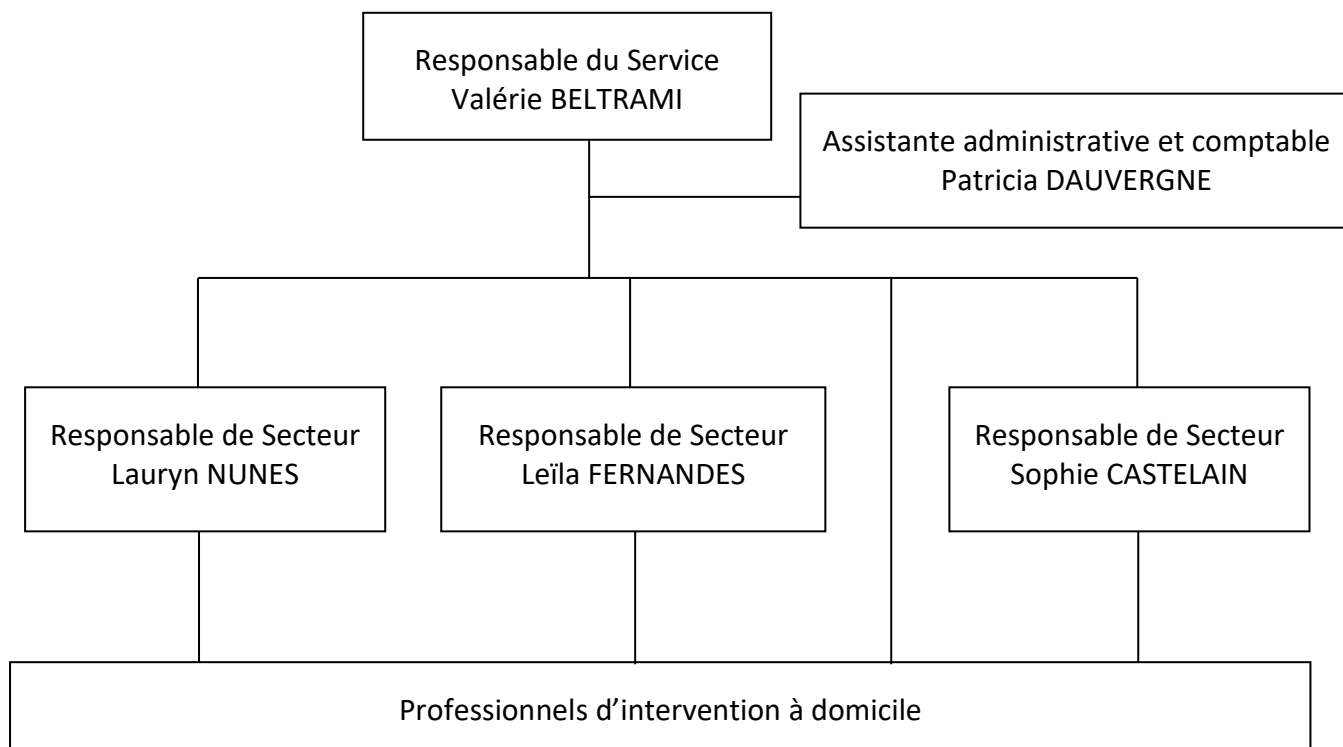 Responsable du Service
Valérie BELTRAMI
Assistante administrative et comptable
Patricia DAUVERGNE
Responsable de Secteur
Lauryn NUNES
Responsable de Secteur
Leïla FERNANDES
Responsable de Secteur
Sophie CASTELAIN
Professionnels d’intervention à domicile